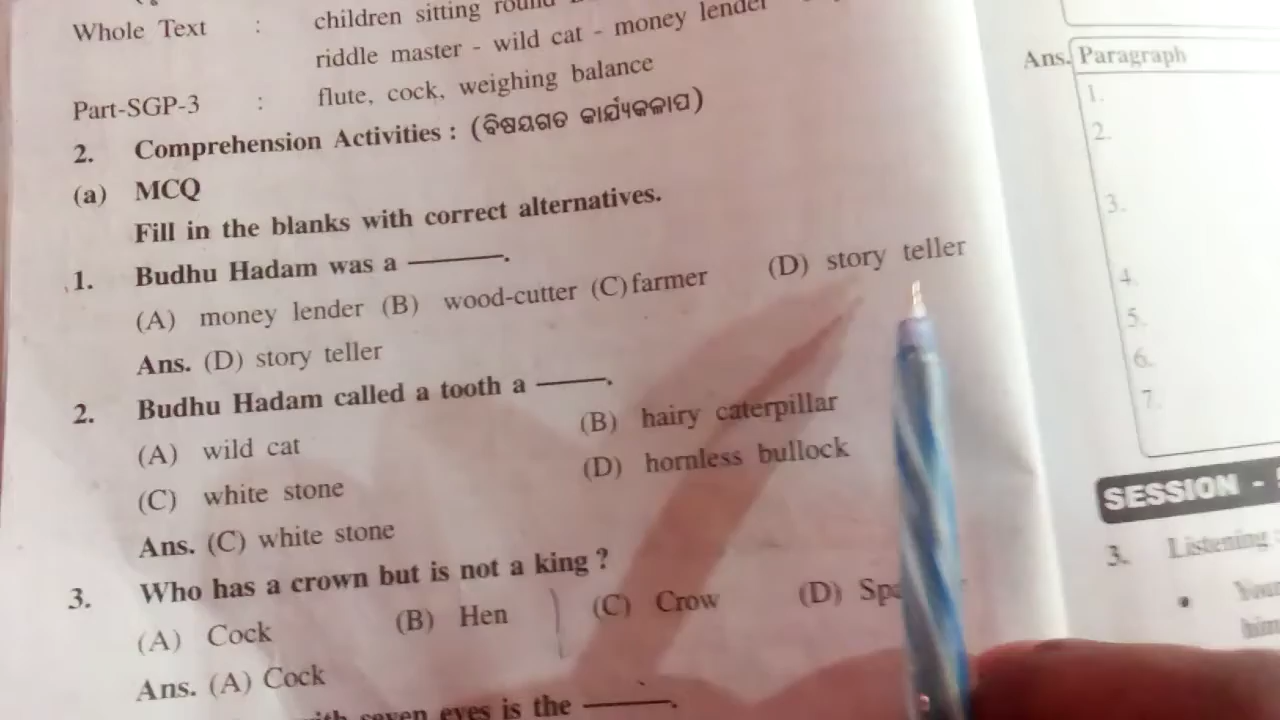 Whole Text : children sitting round
riddle master - wild cat - money lender
Part-SGP-3 : flute, cock, weighing balance
2. Comprehension Activities : (ବିଷୟଗତ କାର୍ଯ୍ୟକଳାପ)
(a) MCQ
Fill in the blanks with correct alternatives.
1. Budhu Hadam was a ———.
(A) money lender (B) wood-cutter (C) farmer (D) story teller
Ans. (D) story teller
2. Budhu Hadam called a tooth a ———.
(A) wild cat (B) hairy caterpillar
(C) white stone (D) hornless bullock
Ans. (C) white stone
3. Who has a crown but is not a king ?
(A) Cock (B) Hen (C) Crow (D)
Ans. (A) Cock
with seven eyes is the ———.
Ans. Paragraph
1.
2.
3.
4.
5.
6.
7.
SESSION -
3. Listening
• Your
him